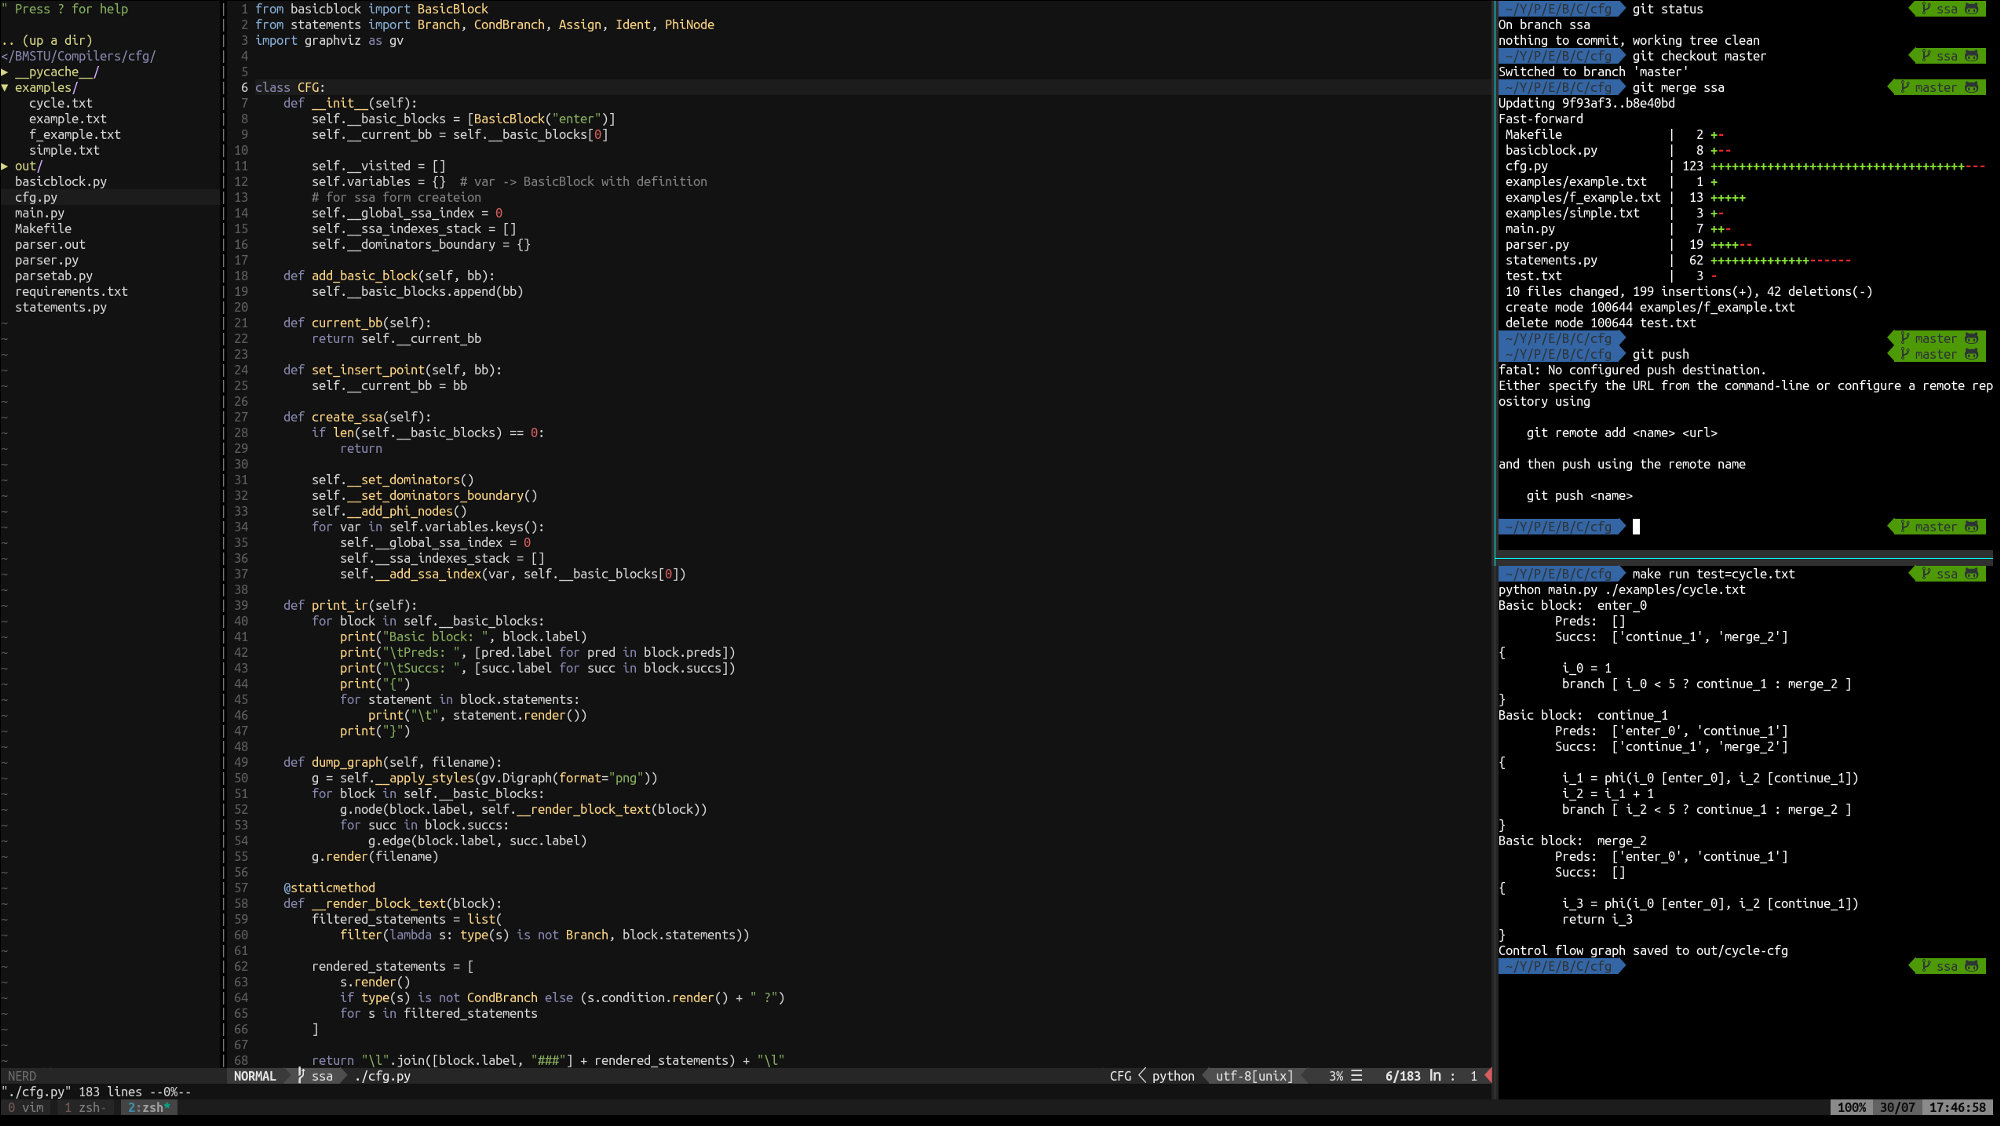 " Press ? for help
.. (up a dir)
</BMSTU/Compilers/cfg/
▶ __pycache__/
▼ examples/
cycle.txt
example.txt
f_example.txt
simple.txt
▶ out/
basicblock.py
cfg.py
main.py
Makefile
parser.out
parser.py
parsetab.py
requirements.txt
statements.py
NERD
1 from basicblock import BasicBlock
2 from statements import Branch, CondBranch, Assign, Ident, PhiNode
3 import graphviz as gv
4
5
6 class CFG:
7     def __init__(self):
8         self.__basic_blocks = [BasicBlock("enter")]
9         self.__current_bb = self.__basic_blocks[0]
10
11         self.__visited = []
12         self.variables = {}  # var -> BasicBlock with definition
13         # for ssa form createion
14         self.__global_ssa_index = 0
15         self.__ssa_indexes_stack = []
16         self.__dominators_boundary = {}
17
18     def add_basic_block(self, bb):
19         self.__basic_blocks.append(bb)
20
21     def current_bb(self):
22         return self.__current_bb
23
24     def set_insert_point(self, bb):
25         self.__current_bb = bb
26
27     def create_ssa(self):
28         if len(self.__basic_blocks) == 0:
29             return
30
31         self.__set_dominators()
32         self.__set_dominators_boundary()
33         self.__add_phi_nodes()
34         for var in self.variables.keys():
35             self.__global_ssa_index = 0
36             self.__ssa_indexes_stack = []
37             self.__add_ssa_index(var, self.__basic_blocks[0])
38
39     def print_ir(self):
40         for block in self.__basic_blocks:
41             print("Basic block: ", block.label)
42             print("\tPreds: ", [pred.label for pred in block.preds])
43             print("\tSuccs: ", [succ.label for succ in block.succs])
44             print("{")
45             for statement in block.statements:
46                 print("\t", statement.render())
47             print("}")
48
49     def dump_graph(self, filename):
50         g = self.__apply_styles(gv.Digraph(format="png"))
51         for block in self.__basic_blocks:
52             g.node(block.label, self.__render_block_text(block))
53             for succ in block.succs:
54                 g.edge(block.label, succ.label)
55         g.render(filename)
56
57     @staticmethod
58     def __render_block_text(block):
59         filtered_statements = list(
60             filter(lambda s: type(s) is not Branch, block.statements))
61
62         rendered_statements = [
63             s.render()
64             if type(s) is not CondBranch else (s.condition.render() + " ?")
65             for s in filtered_statements
66         ]
67
68         return "\l".join([block.label, "###"] + rendered_statements) + "\l"
NORMAL ssa ./cfg.py CFG python utf-8[unix] 3% ☰ 6/183 ln : 1
"./cfg.py" 183 lines --0%--
~/Y/P/E/B/C/cfg git status ssa
On branch ssa
nothing to commit, working tree clean
~/Y/P/E/B/C/cfg git checkout master ssa
Switched to branch 'master'
~/Y/P/E/B/C/cfg git merge ssa master
Updating 9f93af3..b8e40bd
Fast-forward
Makefile | 2 +-
basicblock.py | 8 +--
cfg.py | 123 ++++++++++++++++++++++++++++++++++++---
examples/example.txt | 1 +
examples/f_example.txt | 13 +++++
examples/simple.txt | 3 +-
main.py | 7 ++-
parser.py | 19 ++++--
statements.py | 62 ++++++++++++++------
test.txt | 3 -
10 files changed, 199 insertions(+), 42 deletions(-)
create mode 100644 examples/f_example.txt
delete mode 100644 test.txt
~/Y/P/E/B/C/cfg master
~/Y/P/E/B/C/cfg git push master
fatal: No configured push destination.
Either specify the URL from the command-line or configure a remote rep
ository using
git remote add <name> <url>
and then push using the remote name
git push <name>
~/Y/P/E/B/C/cfg master
~/Y/P/E/B/C/cfg make run test=cycle.txt ssa
python main.py ./examples/cycle.txt
Basic block:  enter_0
Preds:  []
Succs:  ['continue_1', 'merge_2']
{
i_0 = 1
branch [ i_0 < 5 ? continue_1 : merge_2 ]
}
Basic block:  continue_1
Preds:  ['enter_0', 'continue_1']
Succs:  ['continue_1', 'merge_2']
{
i_1 = phi(i_0 [enter_0], i_2 [continue_1])
i_2 = i_1 + 1
branch [ i_2 < 5 ? continue_1 : merge_2 ]
}
Basic block:  merge_2
Preds:  ['enter_0', 'continue_1']
Succs:  []
{
i_3 = phi(i_0 [enter_0], i_2 [continue_1])
return i_3
}
Control flow graph saved to out/cycle-cfg
~/Y/P/E/B/C/cfg ssa
0 vim 1 zsh- 2:zsh* 100% 30/07 17:46:58